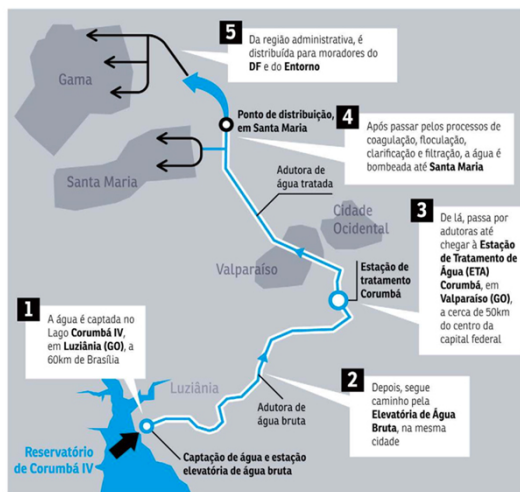 5
Da região administrativa, é
distribuída para moradores do
DF e do Entorno
Gama
Ponto de distribuição,
em Santa Maria
4
Após passar pelos processos de
coagulação, floculação,
clarificação e filtração, a água é
bombeada até Santa Maria
Santa Maria
Adutora de
água tratada
Cidade
Ocidental
Valparaíso
3
De lá, passa por
adutoras até
chegar à Estação
de Tratamento de
Água (ETA)
Corumbá, em
Valparaíso (GO),
a cerca de 50km
do centro da
capital federal
Estação de
tratamento
Corumbá
1
A água é captada no
Lago Corumbá IV,
em Luziânia (GO), a
60km de Brasília
Luziânia
2
Depois, segue
caminho pela
Elevatória de Água
Bruta, na mesma
cidade
Adutora de
água bruta
Reservatório
de Corumbá IV
Captação de água e estação
elevatória de água bruta